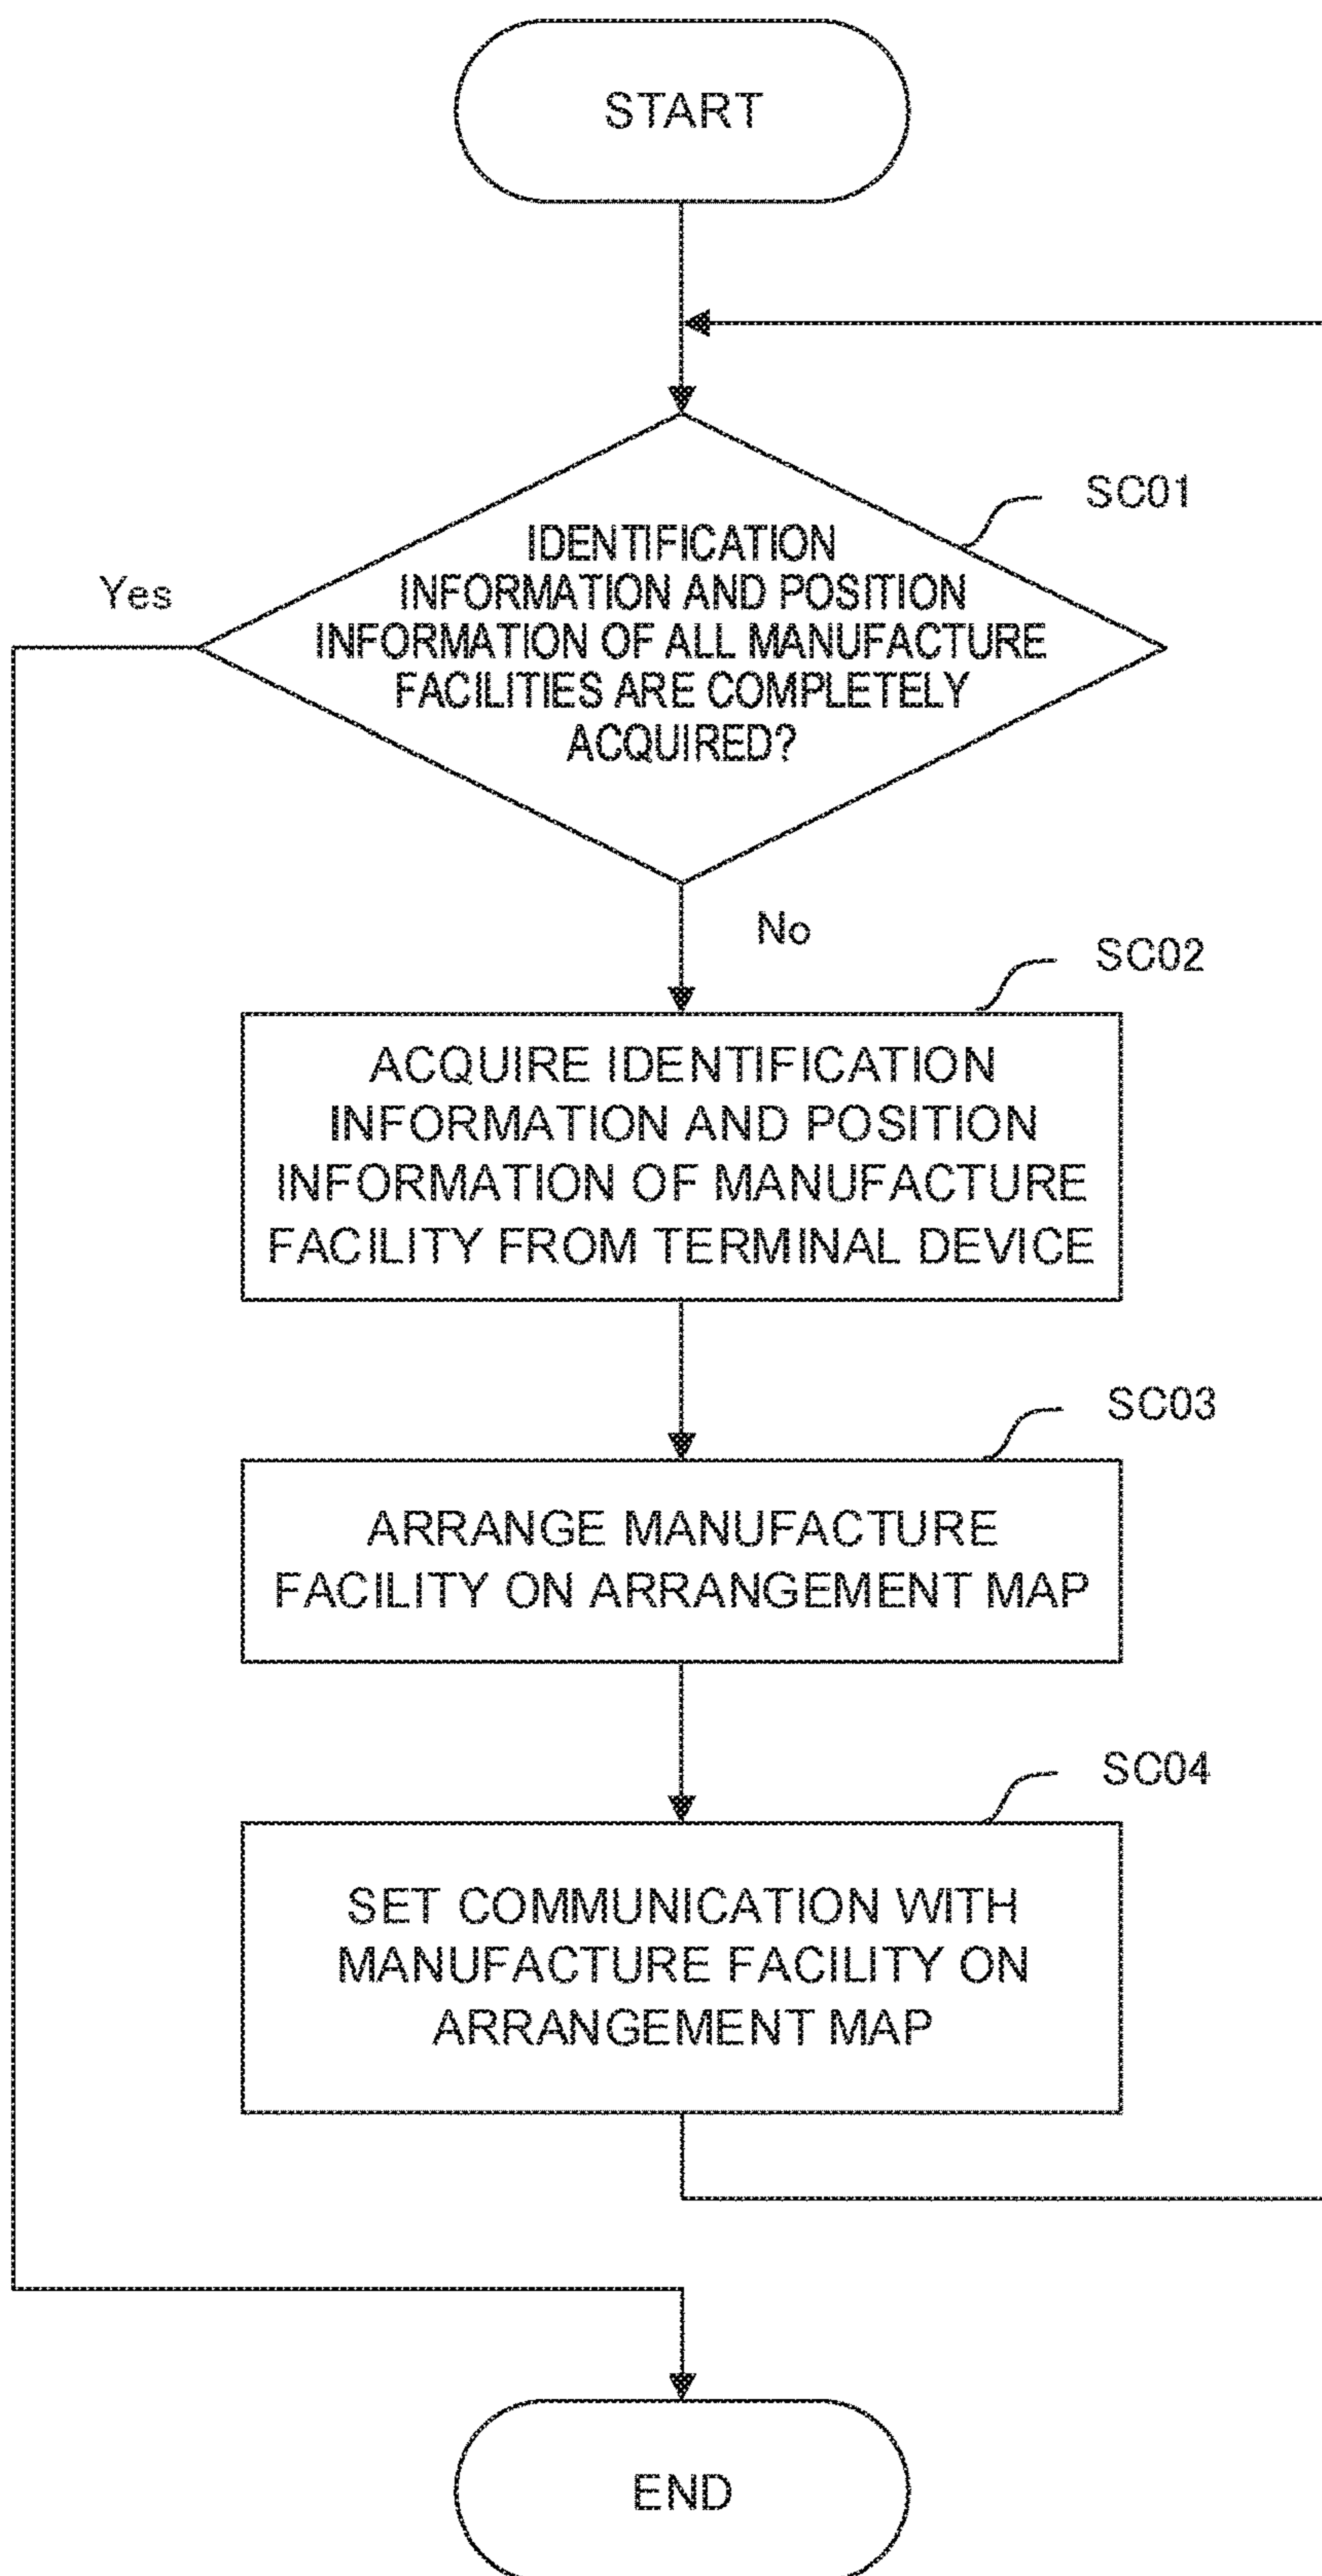 START
SC01
IDENTIFICATION
INFORMATION AND POSITION
INFORMATION OF ALL MANUFACTURE
FACILITIES ARE COMPLETELY
ACQUIRED?
Yes
No
SC02
ACQUIRE IDENTIFICATION
INFORMATION AND POSITION
INFORMATION OF MANUFACTURE
FACILITY FROM TERMINAL DEVICE
SC03
ARRANGE MANUFACTURE
FACILITY ON ARRANGEMENT MAP
SC04
SET COMMUNICATION WITH
MANUFACTURE FACILITY ON
ARRANGEMENT MAP
END